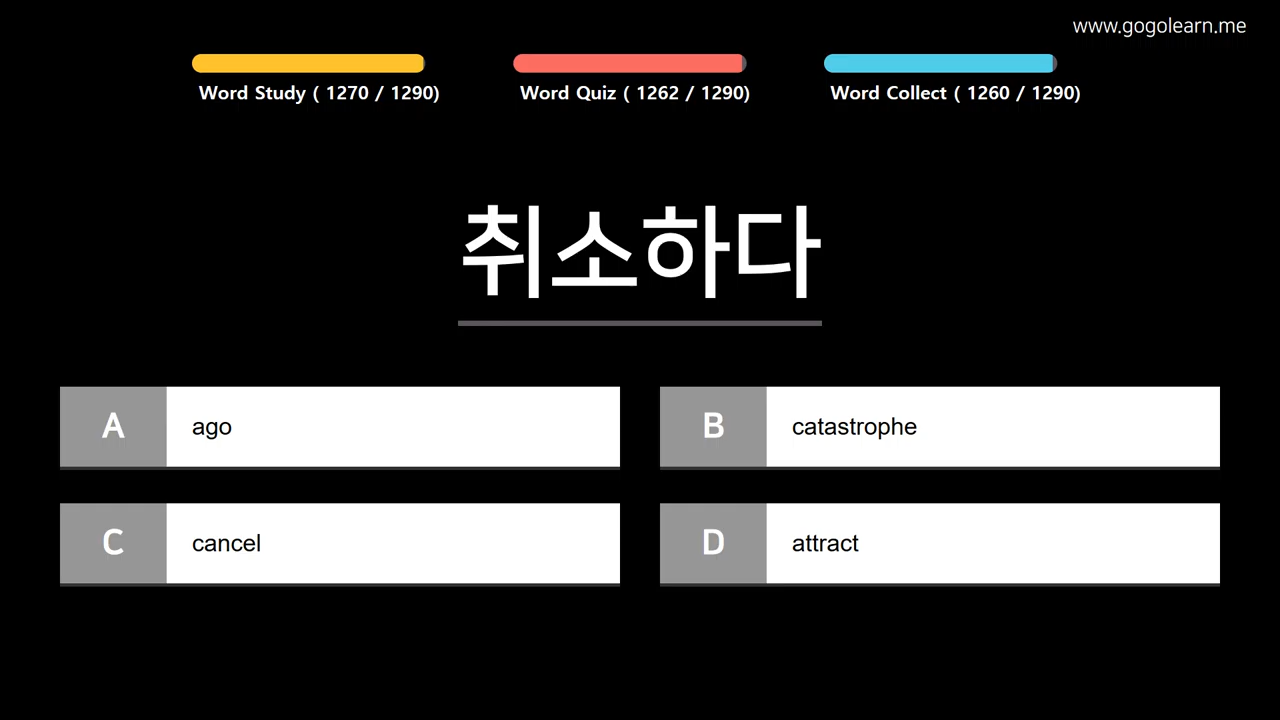 www.gogolearn.me
Word Study ( 1270 / 1290)
Word Quiz ( 1262 / 1290)
Word Collect ( 1260 / 1290)
취소하다
A ago
B catastrophe
C cancel
D attract